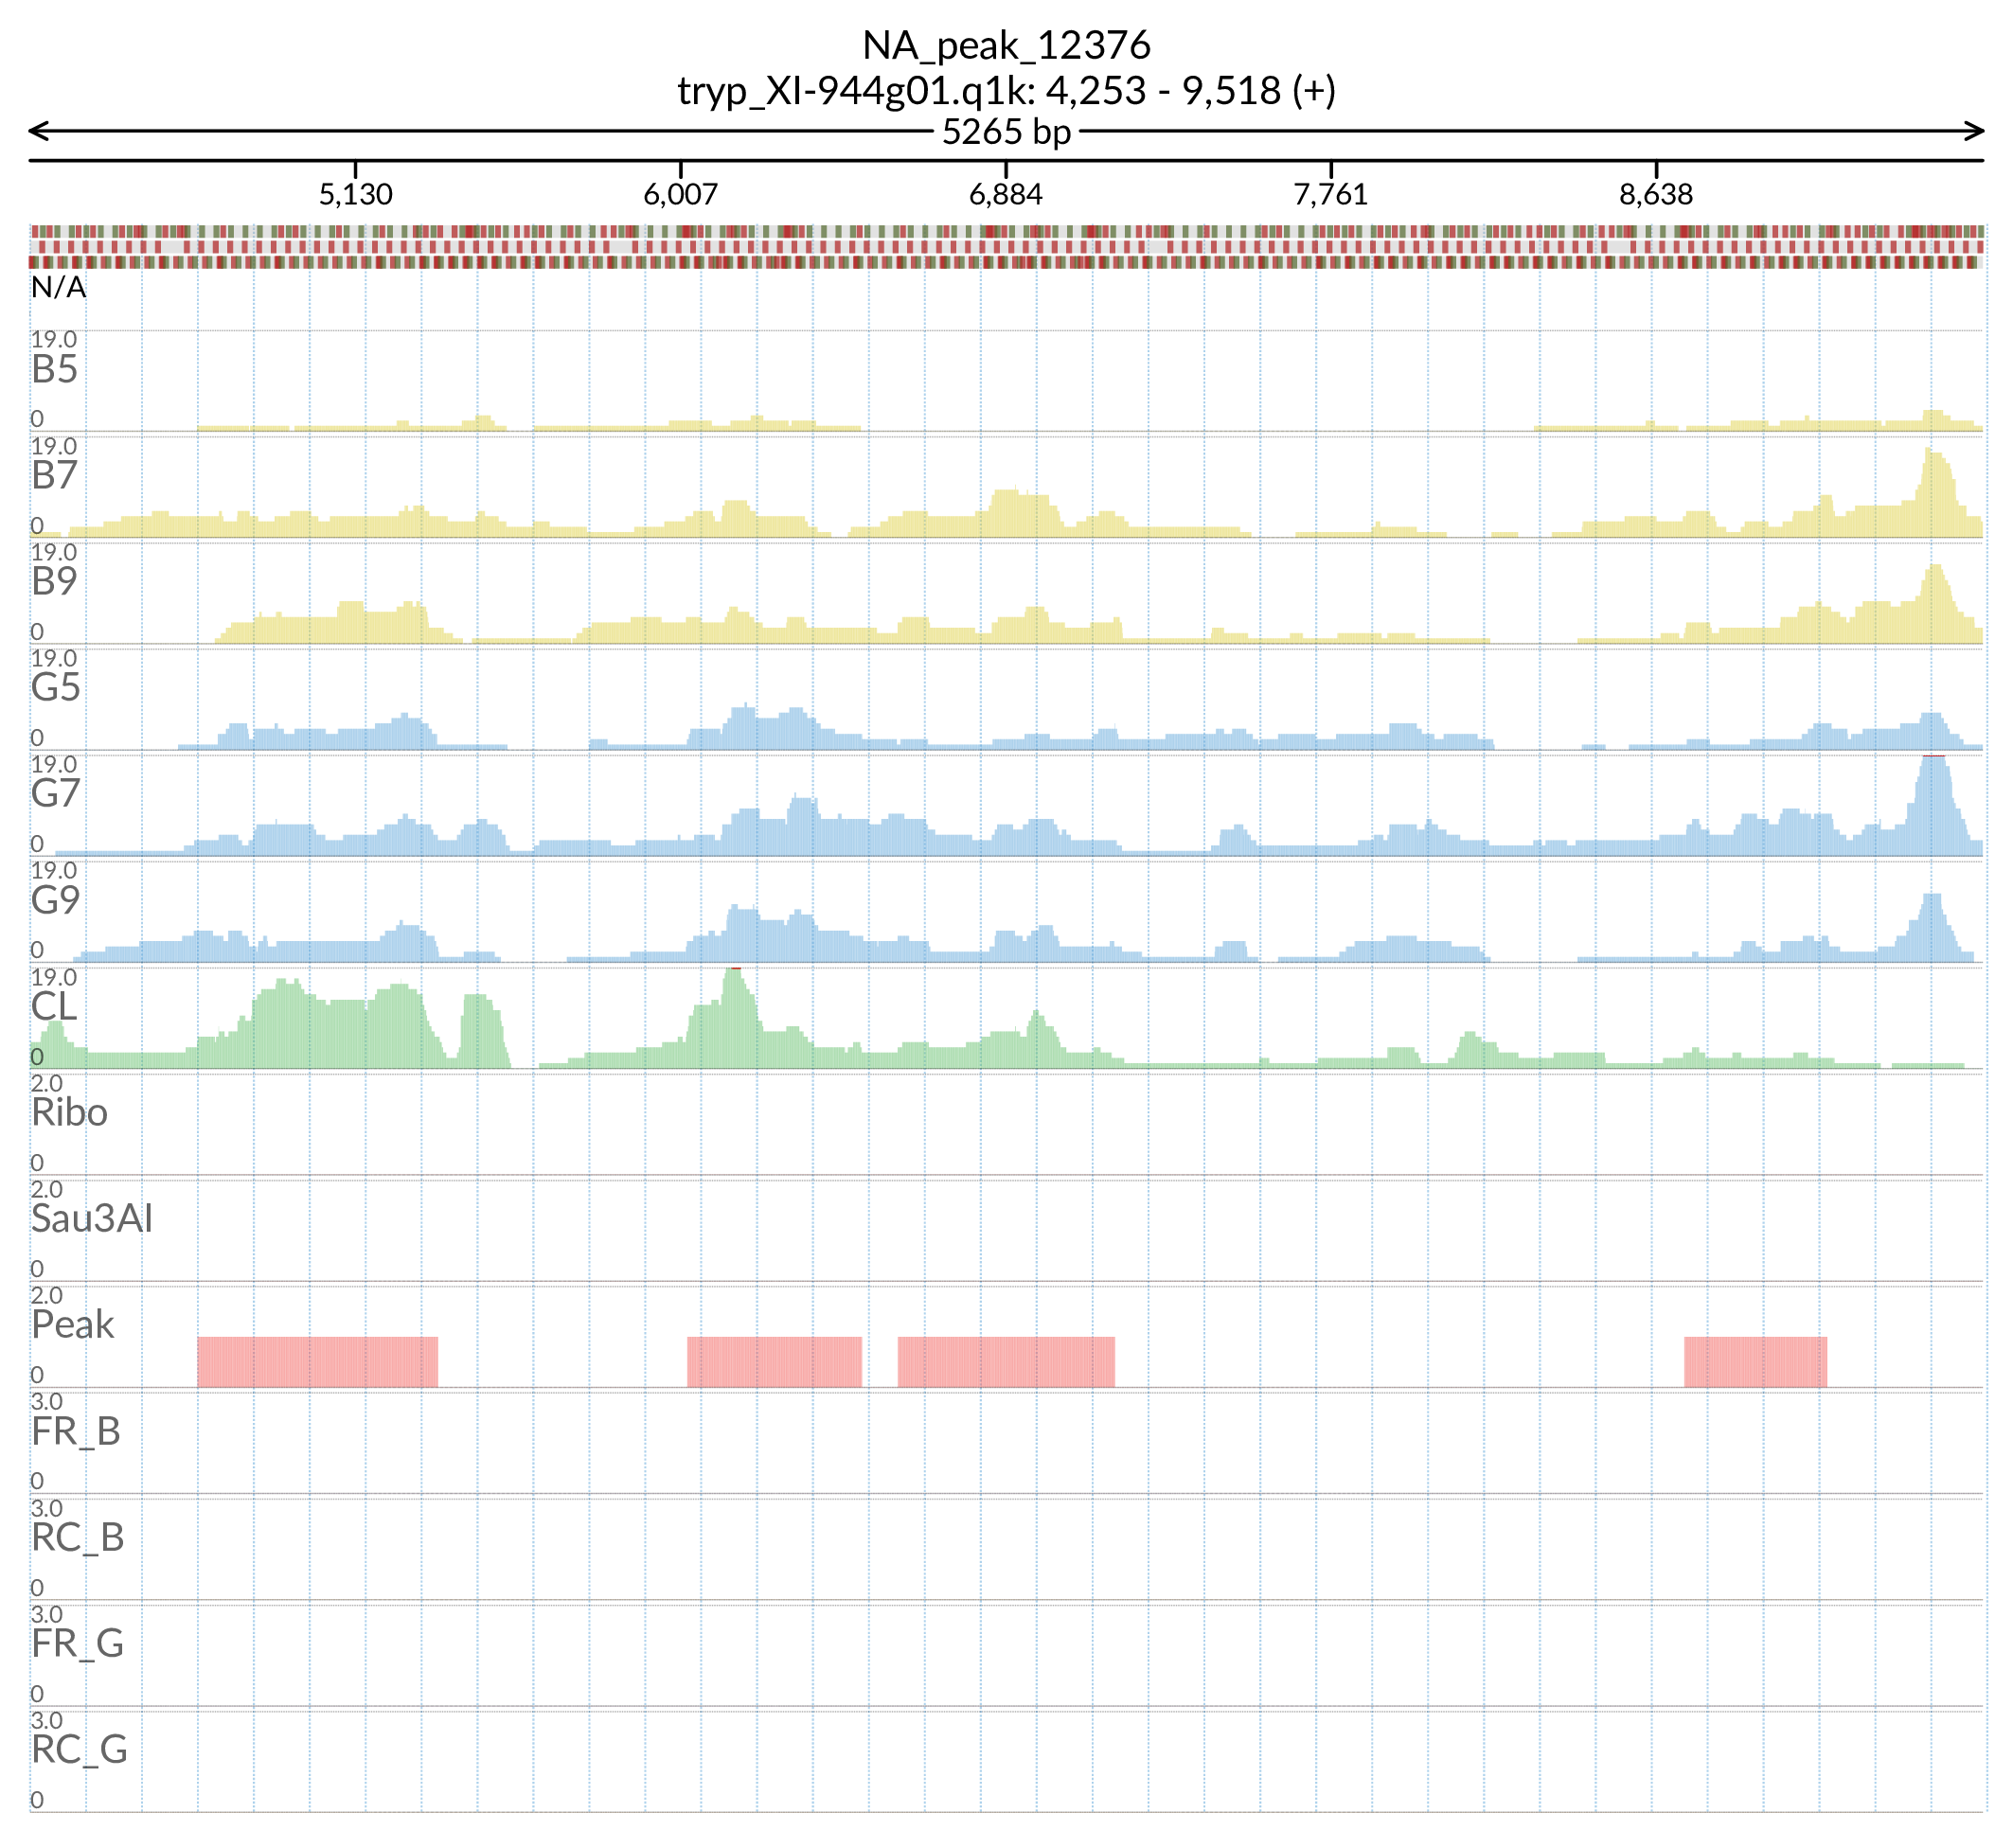 NA_peak_12376
tryp_XI-944g01.q1k: 4,253 - 9,518 (+)
5265 bp
5,130 6,007 6,884 7,761 8,638
N/A
19.0
B5
0
19.0
B7
0
19.0
B9
0
19.0
G5
0
19.0
G7
0
19.0
G9
0
19.0
CL
0
2.0
Ribo
0
2.0
Sau3AI
0
2.0
Peak
0
3.0
FR_B
0
3.0
RC_B
0
3.0
FR_G
0
3.0
RC_G
0